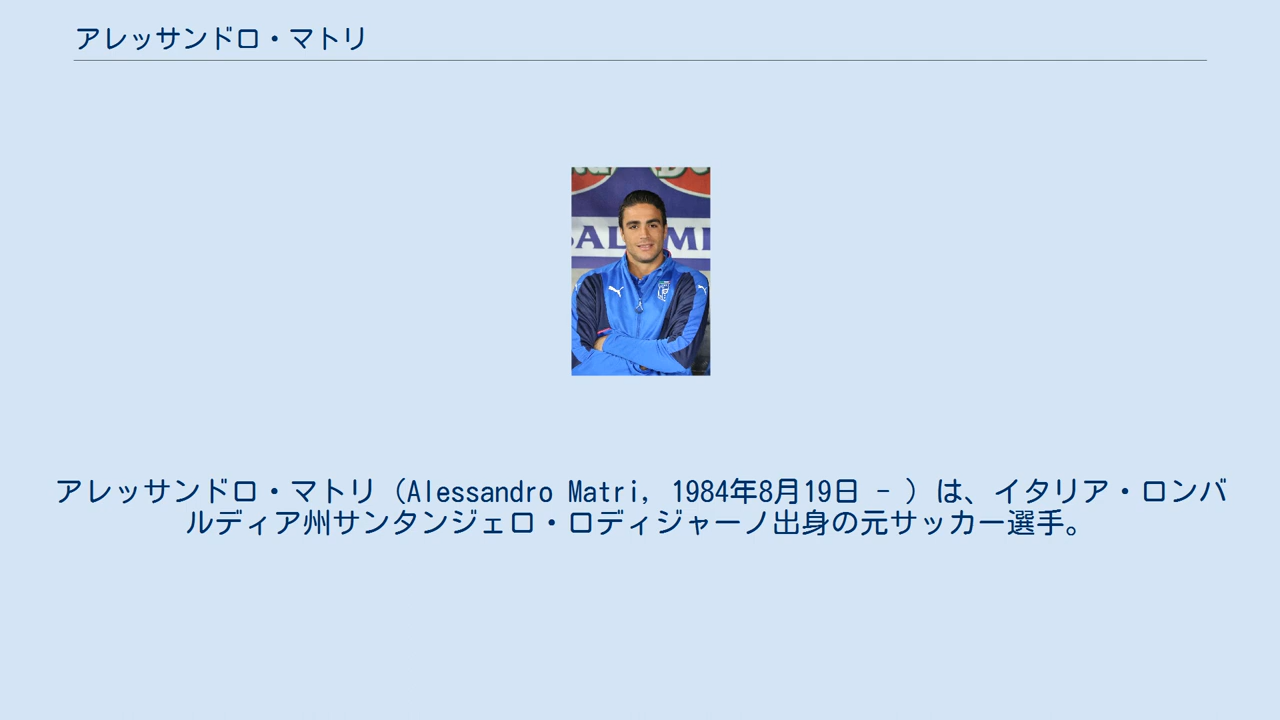 アレッサンドロ・マトリ
SAL MI
アレッサンドロ・マトリ（Alessandro Matri, 1984年8月19日 - ）は、イタリア・ロンバ
ルディア州サンタンジェロ・ロディジャーノ出身の元サッカー選手。